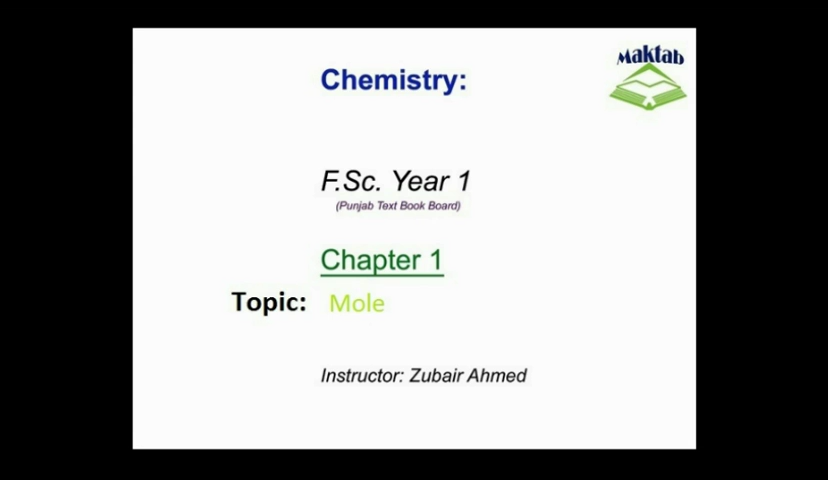 Maktab
Chemistry:
F.Sc. Year 1
(Punjab Text Book Board)
Chapter 1
Topic: Mole
Instructor: Zubair Ahmed